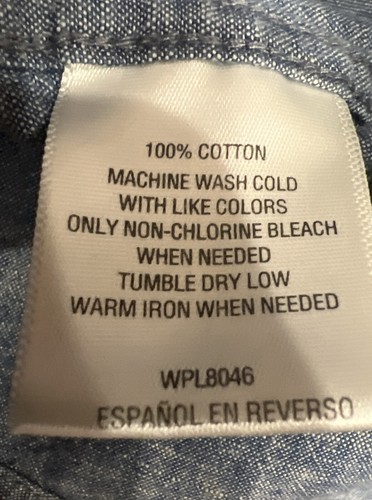 100% COTTON
MACHINE WASH COLD
WITH LIKE COLORS
ONLY NON-CHLORINE BLEACH
WHEN NEEDED
TUMBLE DRY LOW
WARM IRON WHEN NEEDED
WPL8046
ESPAÑOL EN REVERSO